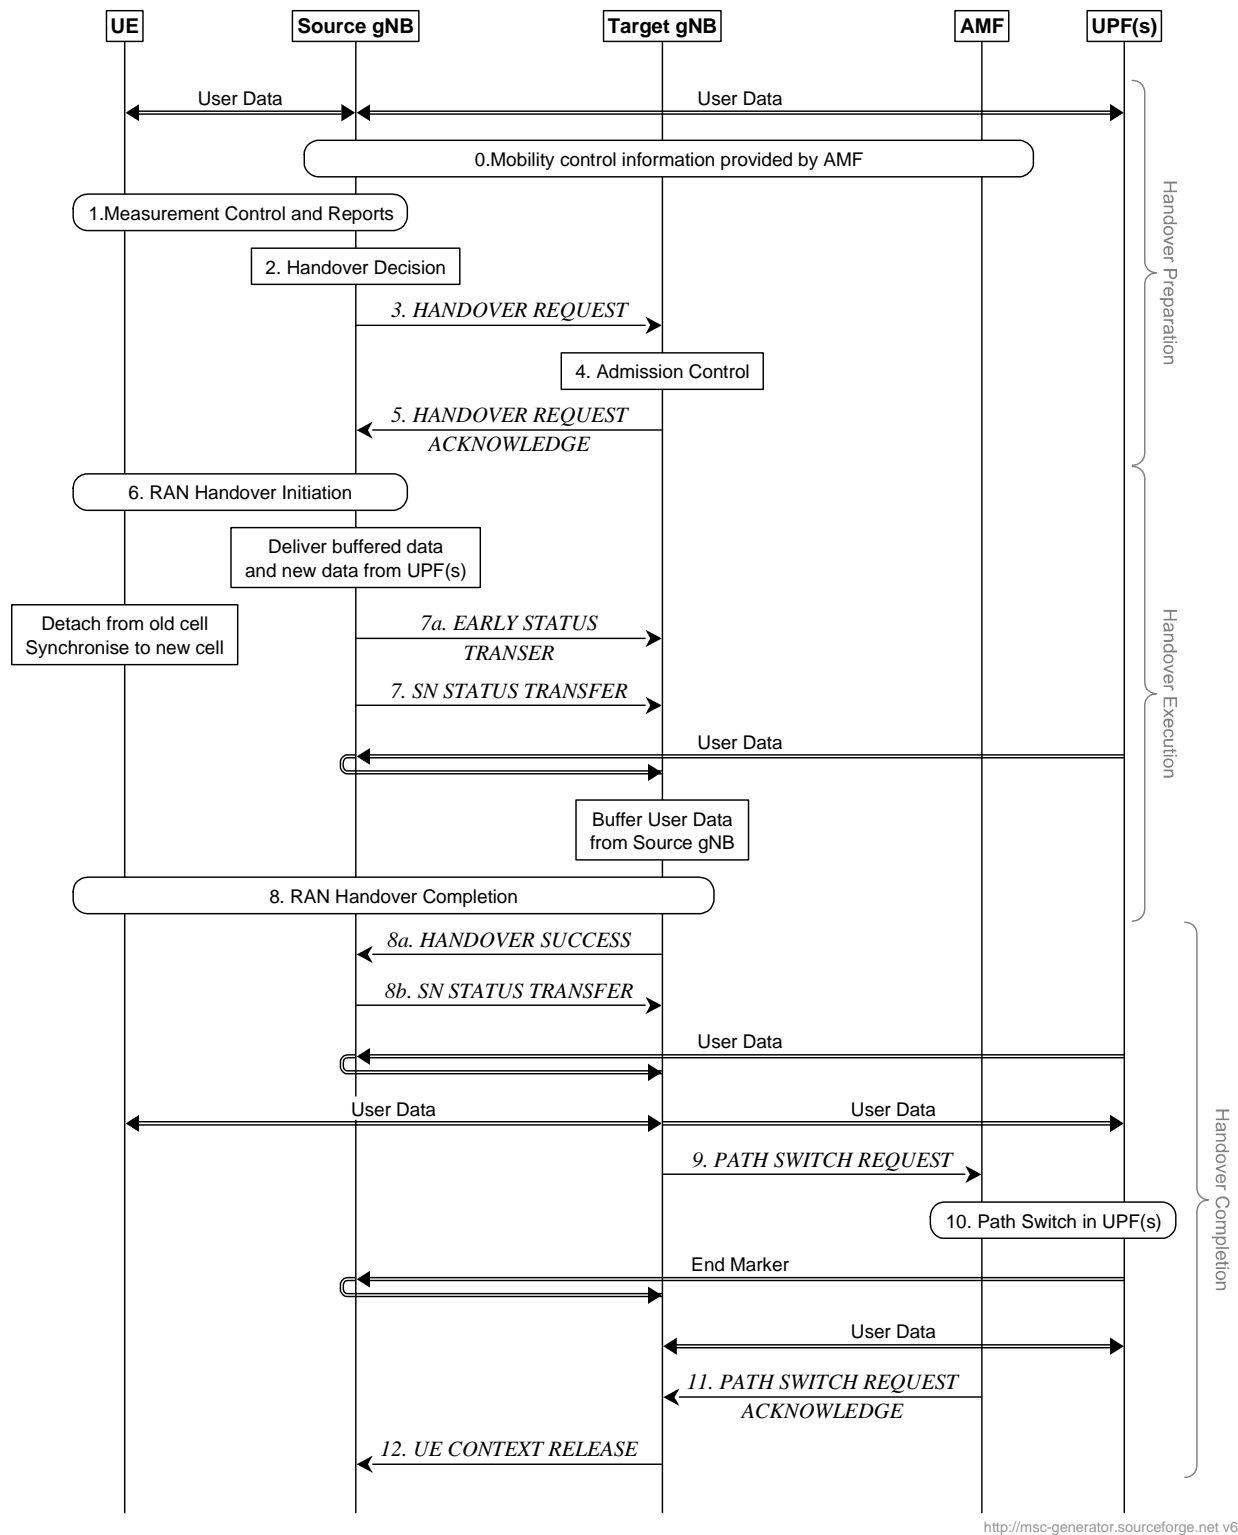 UE
Source gNB
Target gNB
AMF
UPF(s)
User Data
User Data
0.Mobility control information provided by AMF
1.Measurement Control and Reports
2. Handover Decision
3. HANDOVER REQUEST
4. Admission Control
5. HANDOVER REQUEST
ACKNOWLEDGE
Handover Preparation
6. RAN Handover Initiation
Deliver buffered data
and new data from UPF(s)
Detach from old cell
Synchronise to new cell
7a. EARLY STATUS
TRANSER
7. SN STATUS TRANSFER
User Data
Buffer User Data
from Source gNB
8. RAN Handover Completion
Handover Execution
8a. HANDOVER SUCCESS
8b. SN STATUS TRANSFER
User Data
User Data
User Data
9. PATH SWITCH REQUEST
10. Path Switch in UPF(s)
End Marker
User Data
11. PATH SWITCH REQUEST
ACKNOWLEDGE
12. UE CONTEXT RELEASE
Handover Completion
http://msc-generator.sourceforge.net v6